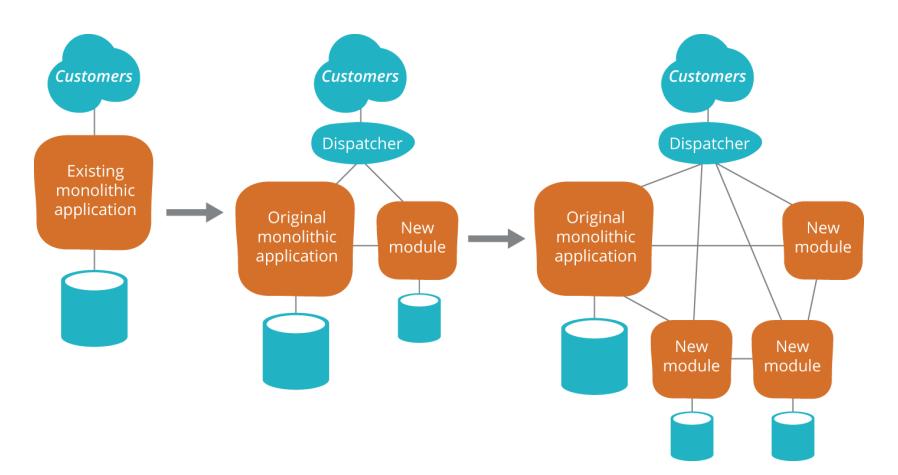 Customers
Existing
monolithic
application
Customers
Dispatcher
Original
monolithic
application
New
module
Customers
Dispatcher
Original
monolithic
application
New
module
New
module
New
module